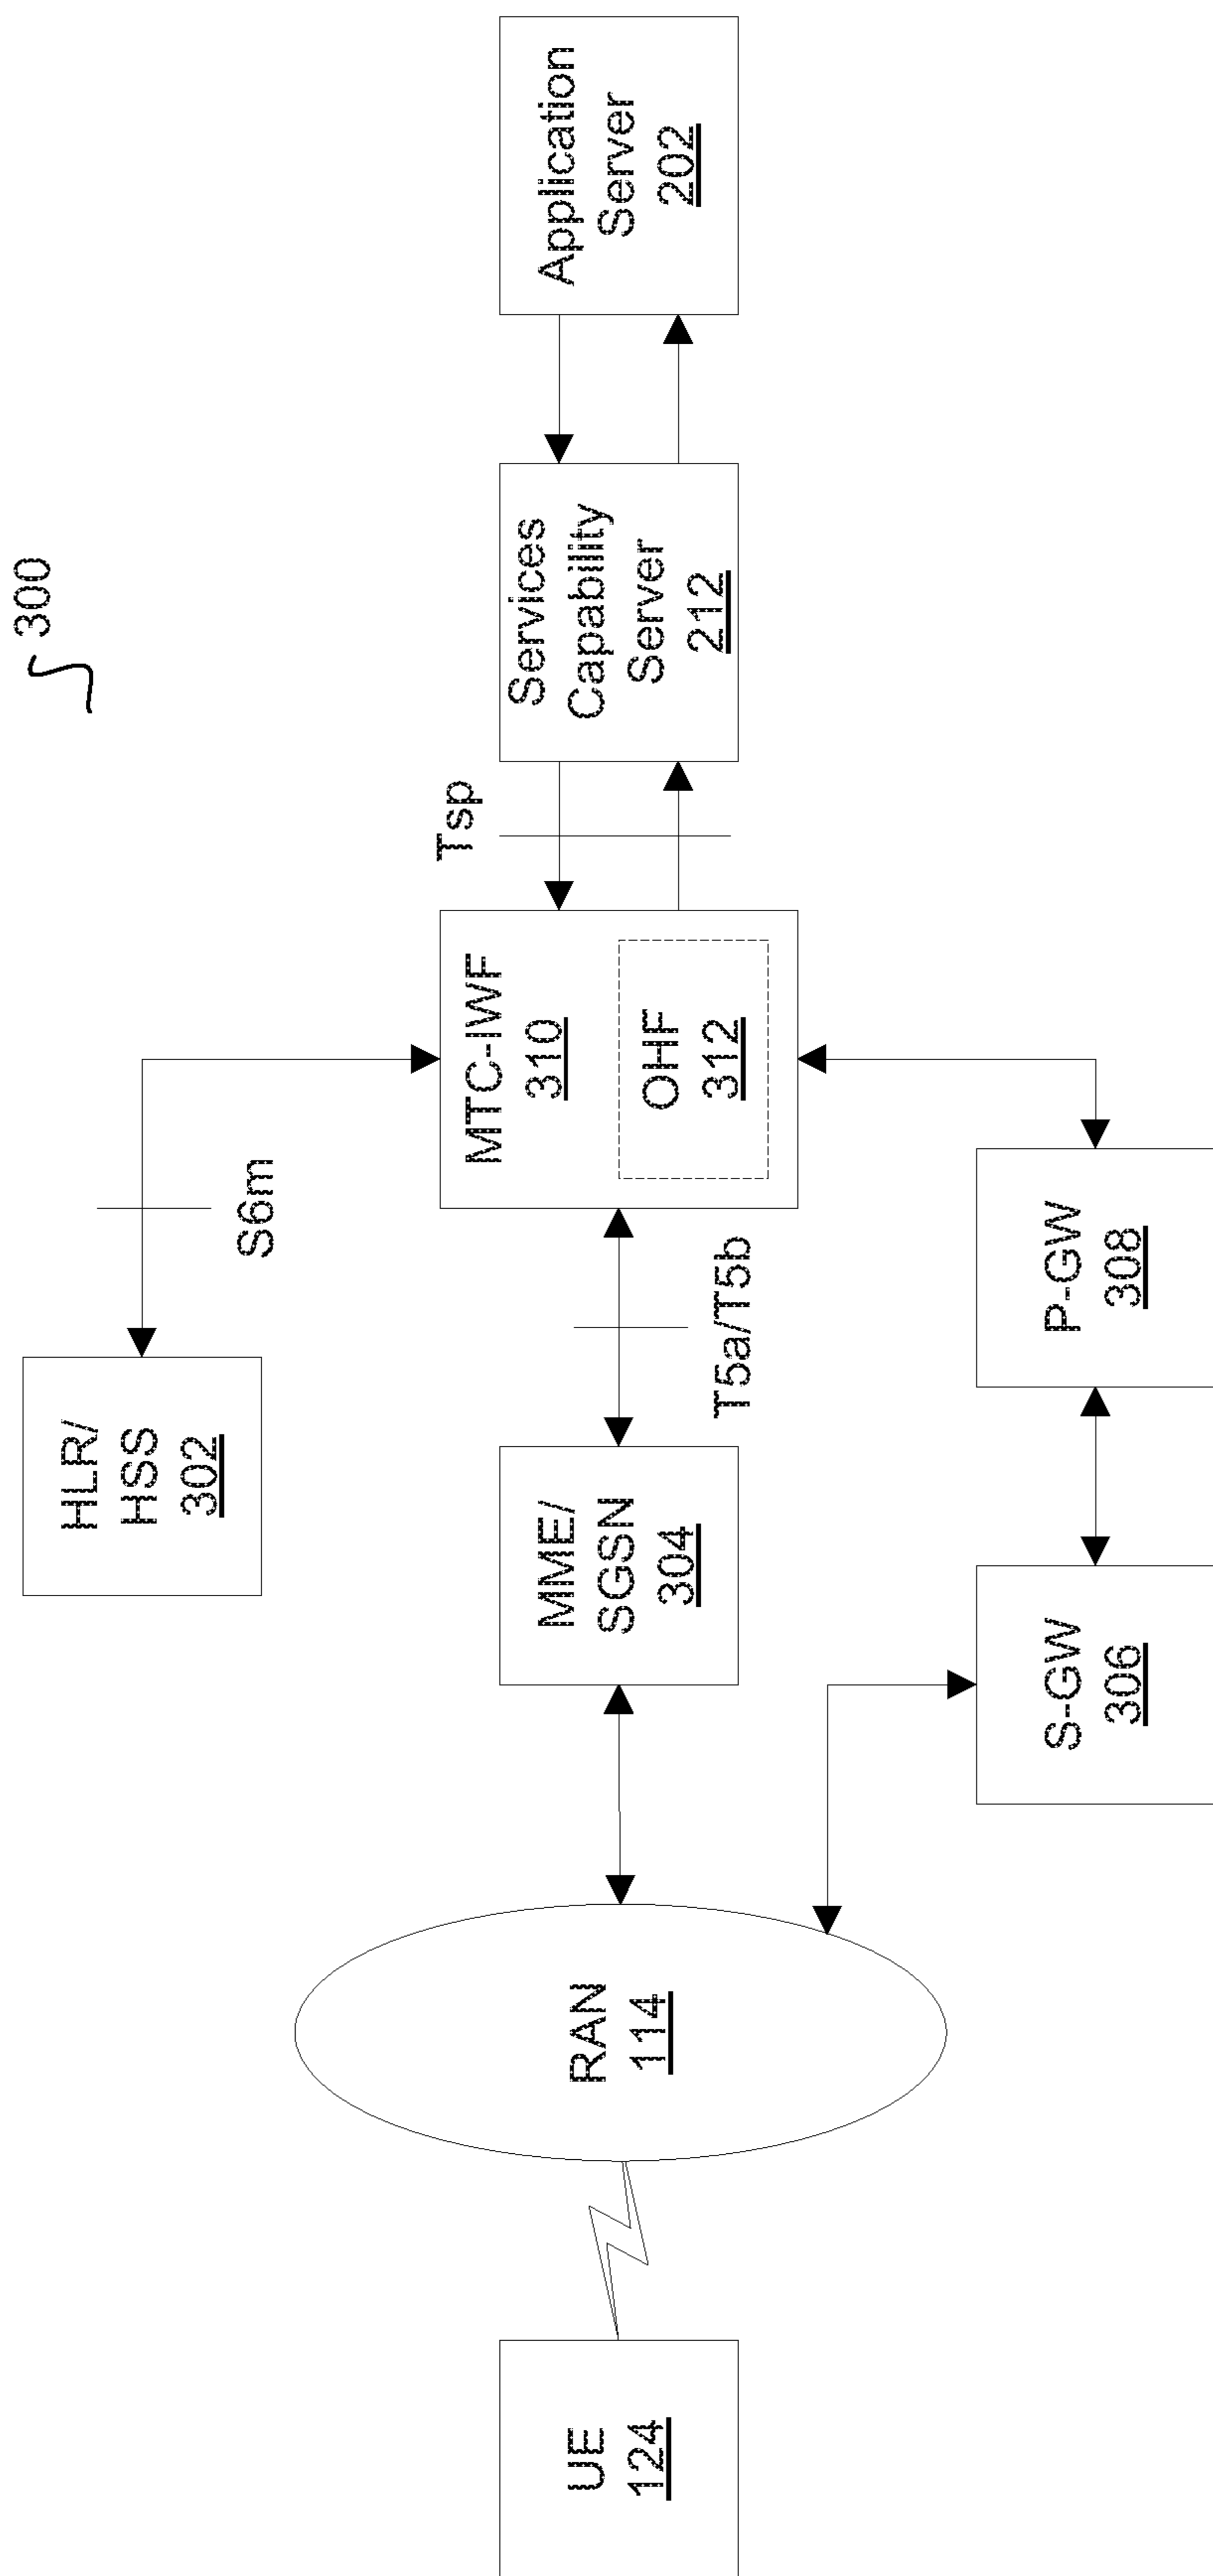 300
HLR/
HSS
302
S6m
UE
124
RAN
114
MME/
SGSN
304
T5a/T5b
MTC-IWF
310
OHF
312
Tsp
Services
Capability
Server
212
Application
Server
202
S-GW
306
P-GW
308